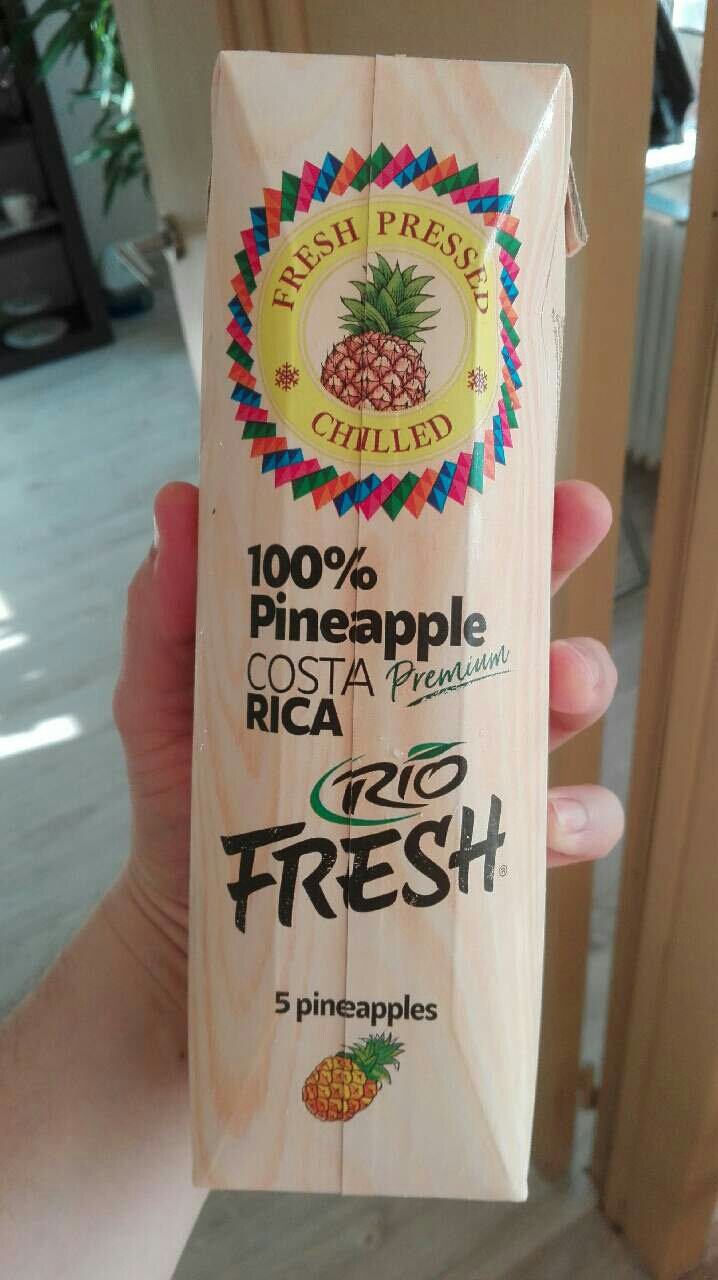 FRESH PRESSED
CHILLED
100%
Pineapple
COSTA Premium
RICA
RIO
FRESH®
5 pineapples